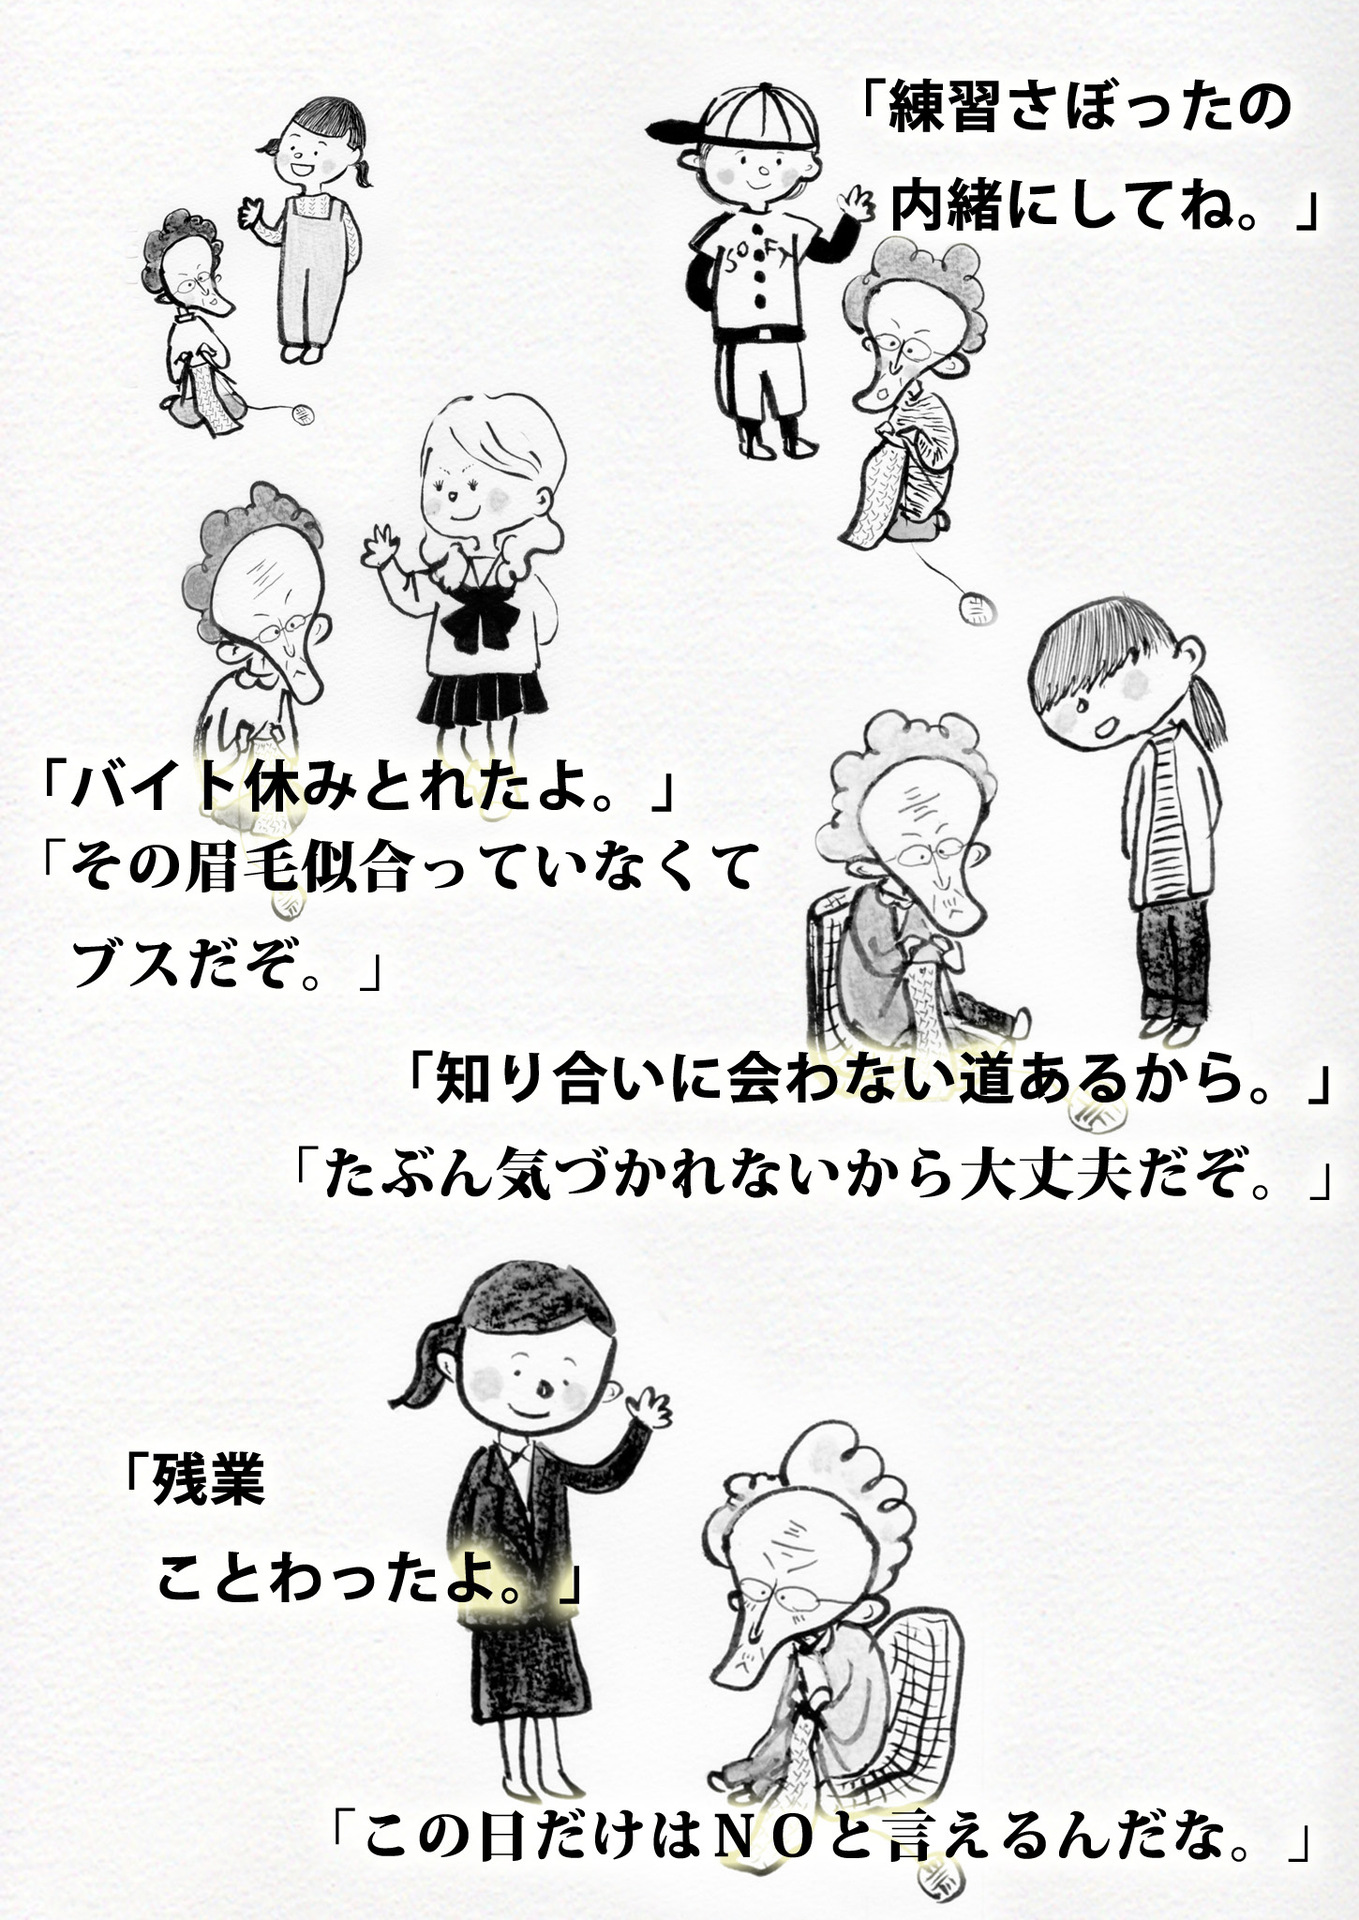 「練習さぼったの
内緒にしてね。」
SOFT
「バイト休みとれたよ。」
「その眉毛似合っていなくて
ブスだぞ。」
「知り合いに会わない道あるから。」
「たぶん気づかれないから大丈夫だぞ。」
「残業
ことわったよ。」
「この日だけはNOと言えるんだな。」